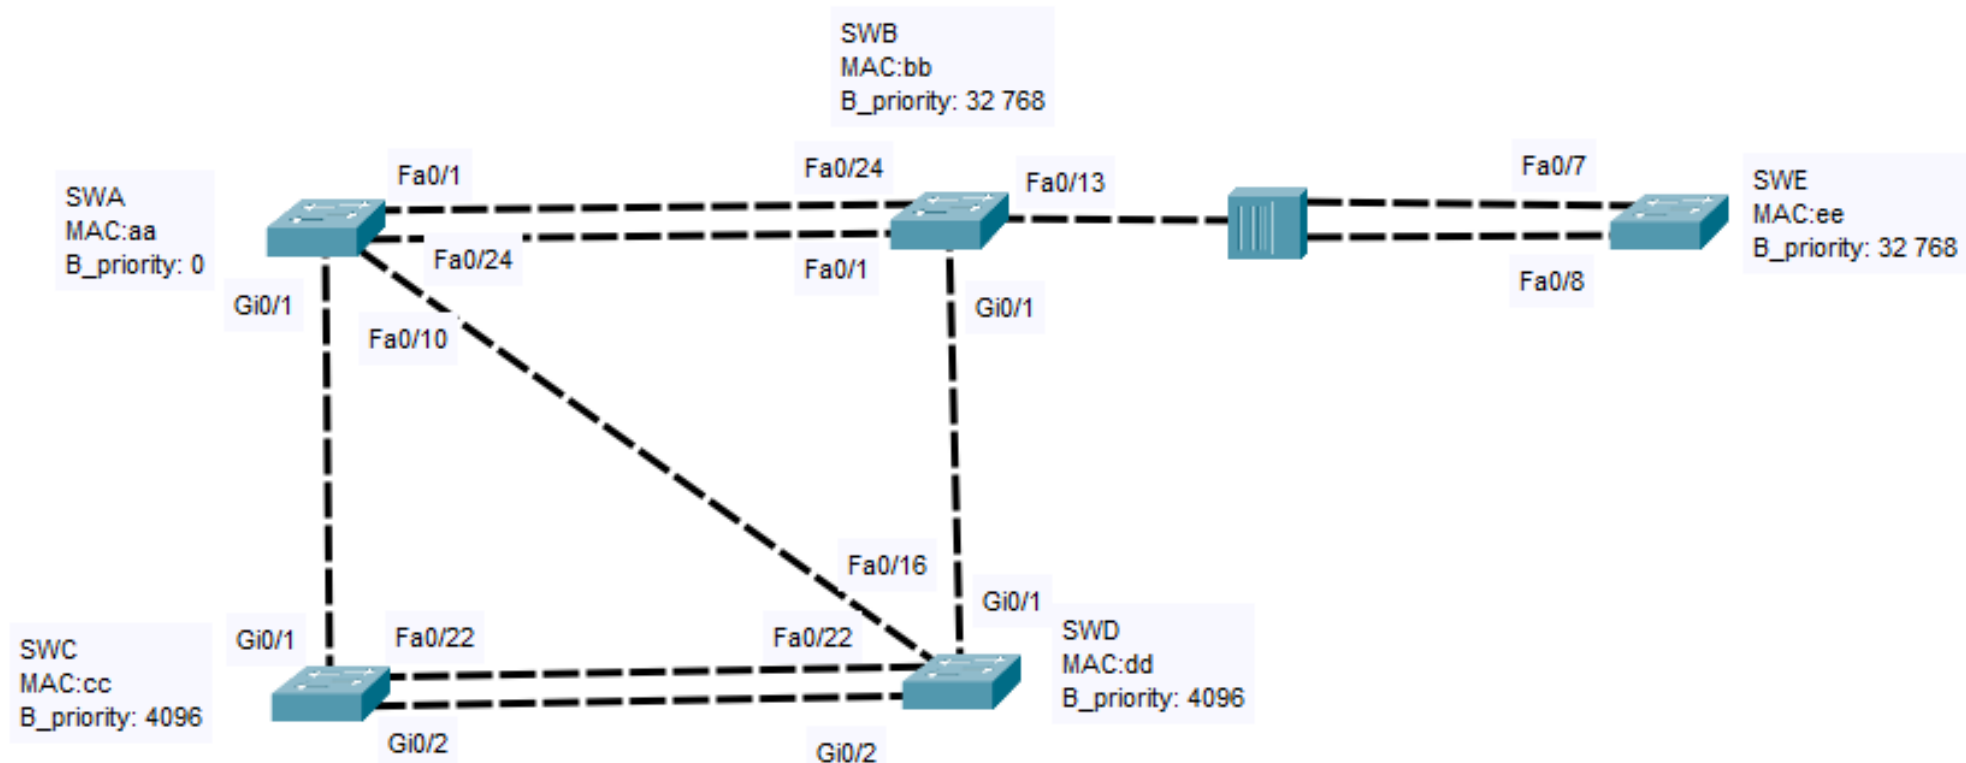 SWB
MAC:bb
B_priority: 32 768
Fa0/1
Fa0/24
Fa0/13
Fa0/7
SWA
MAC:aa
B_priority: 0
SWE
MAC:ee
B_priority: 32 768
Fa0/24
Fa0/1
Fa0/8
Gi0/1
Gi0/1
Fa0/10
Fa0/16
Gi0/1
Gi0/1
Fa0/22
Fa0/22
SWC
MAC:cc
B_priority: 4096
SWD
MAC:dd
B_priority: 4096
Gi0/2
Gi0/2